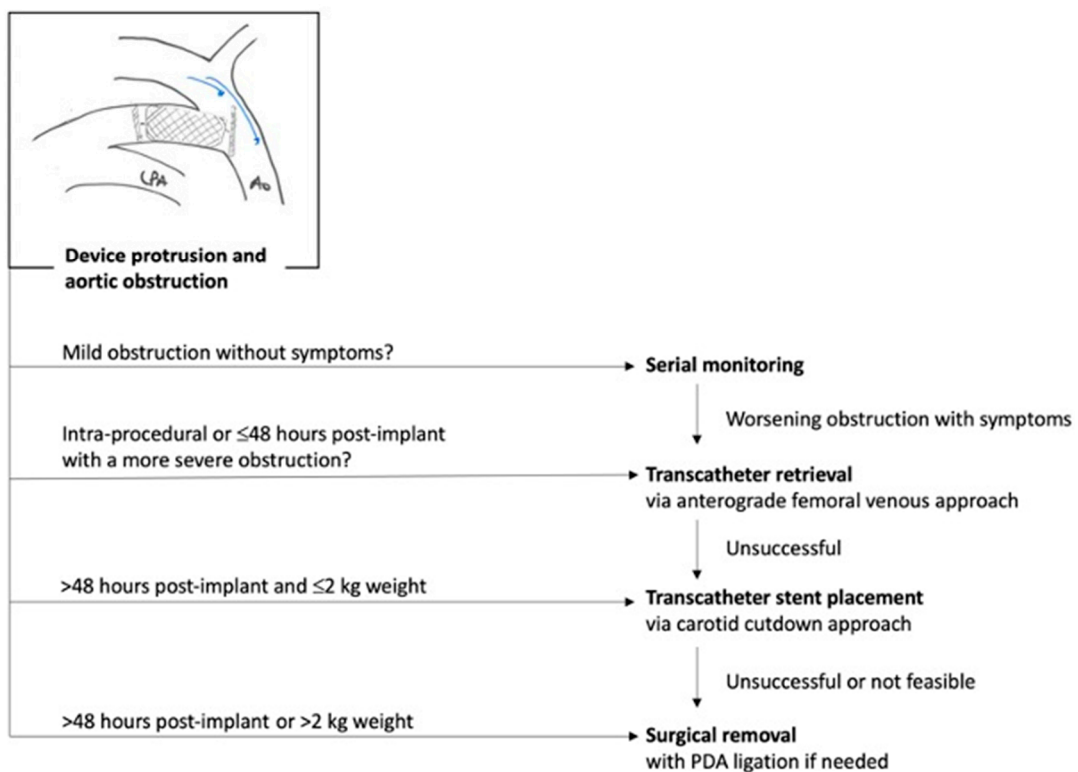 LPA
Ao
Device protrusion and
aortic obstruction
Mild obstruction without symptoms?
Serial monitoring
Worsening obstruction with symptoms
Intra-procedural or ≤48 hours post-implant
with a more severe obstruction?
Transcatheter retrieval
via anterograde femoral venous approach
Unsuccessful
>48 hours post-implant and ≤2 kg weight
Transcatheter stent placement
via carotid cutdown approach
Unsuccessful or not feasible
>48 hours post-implant or >2 kg weight
Surgical removal
with PDA ligation if needed